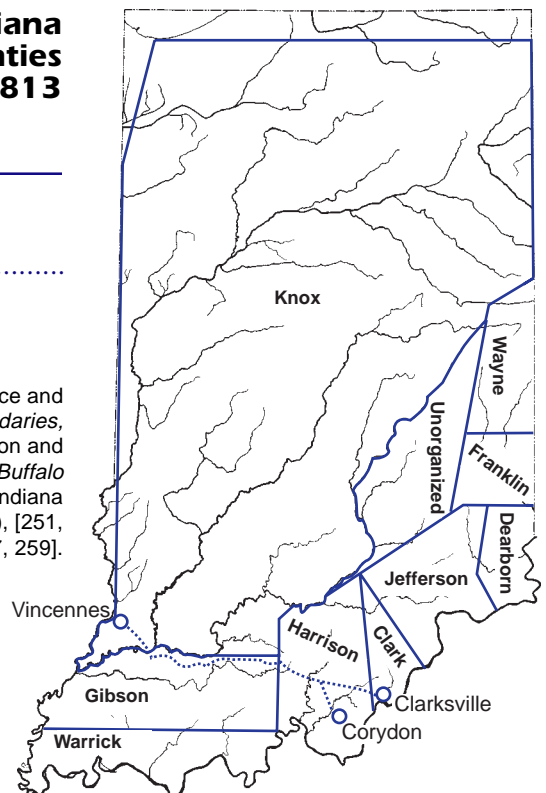 iana
nties
813
ce and
daries,
on and
Buffalo
ndiana
), [251,
7, 259].
Knox
Wayne
Unorganized
Franklin
Dearborn
Jefferson
Vincennes
Harrison
Clark
Gibson
Clarksville
Corydon
Warrick